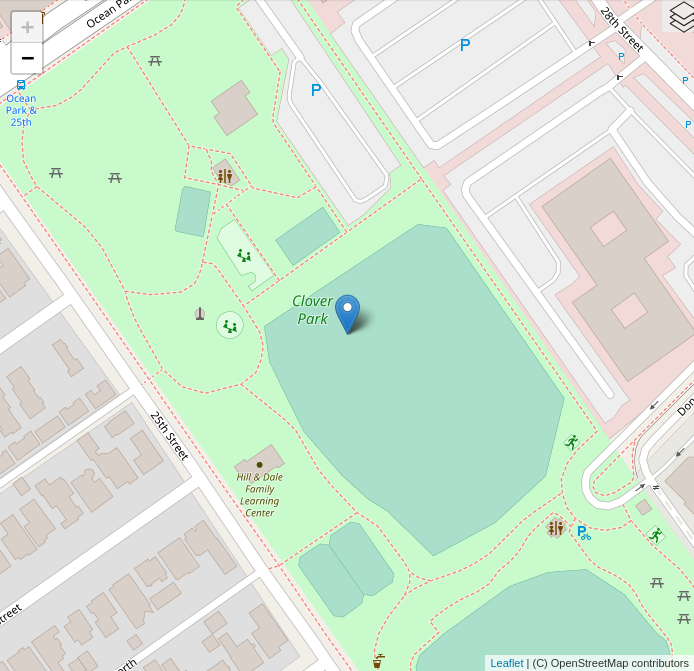 +
−
Ocean Pa
28th Street
P
P
P
P
P
Ocean
Park &
25th
Clover
Park
25th Street
Hill & Dale
Family
Learning
Center
Don
treet
orth
Leaflet | (C) OpenStreetMap contributors